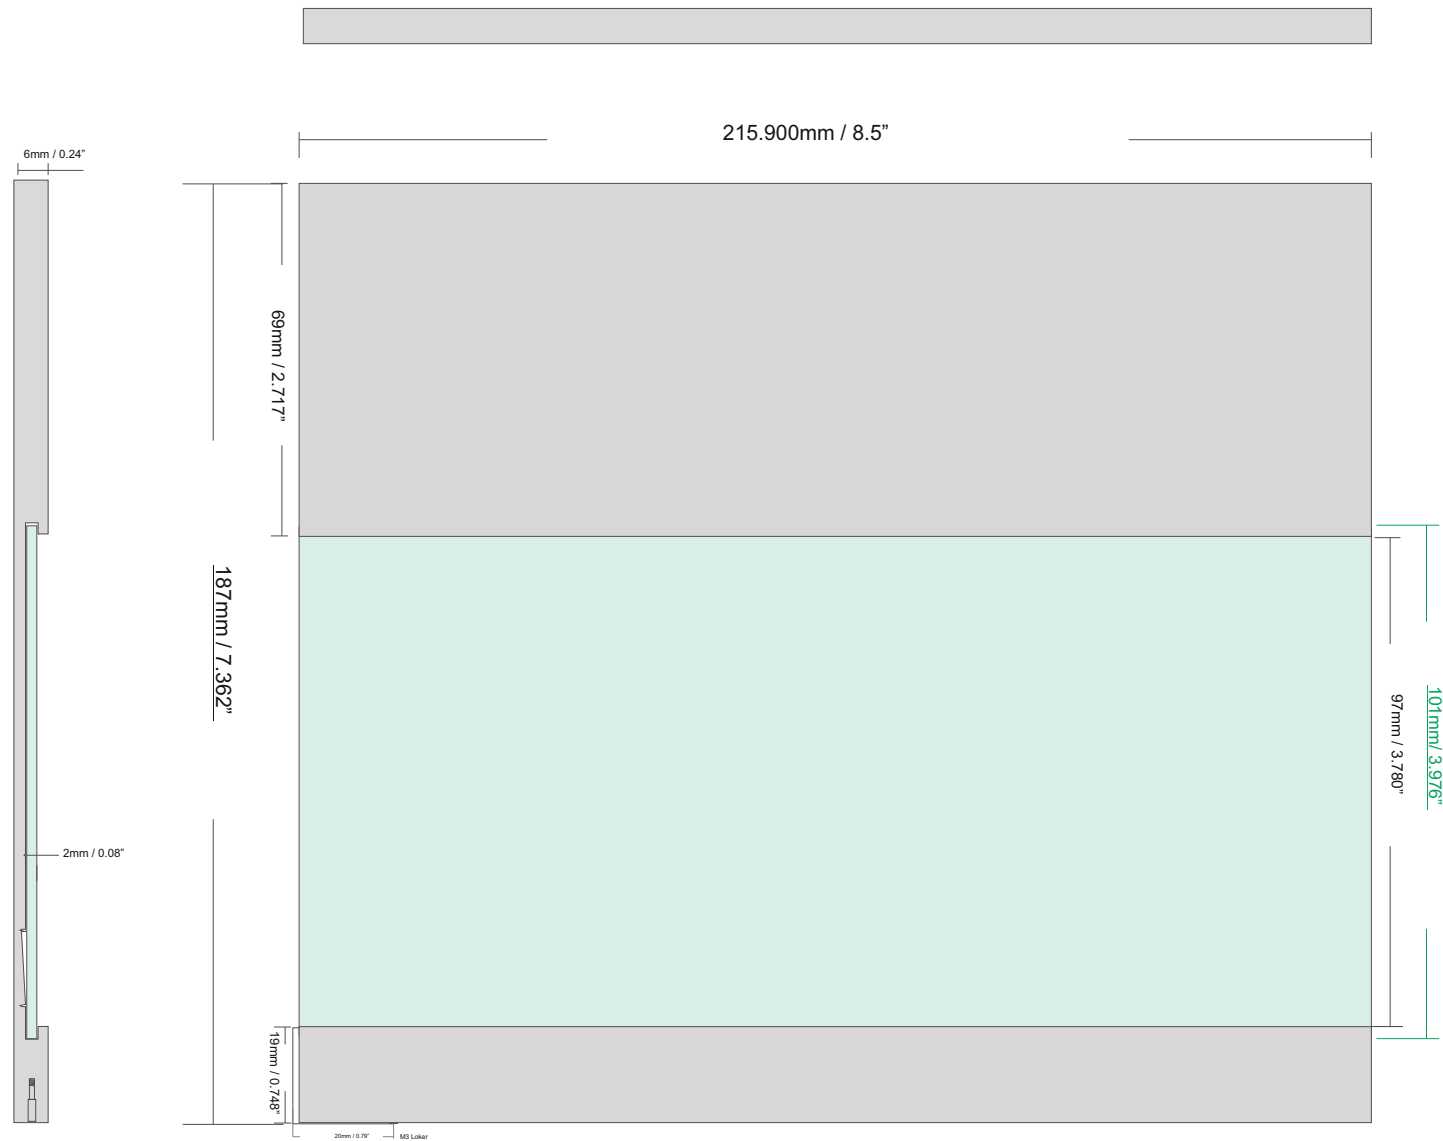 215.900mm / 8.5”
6mm / 0.24”
69mm / 2.717”
187mm / 7.362”
101mm/ 3.976”
97mm / 3.780”
2mm / 0.08”
19mm / 0.748”
20mm / 0.79”
M3 Loker